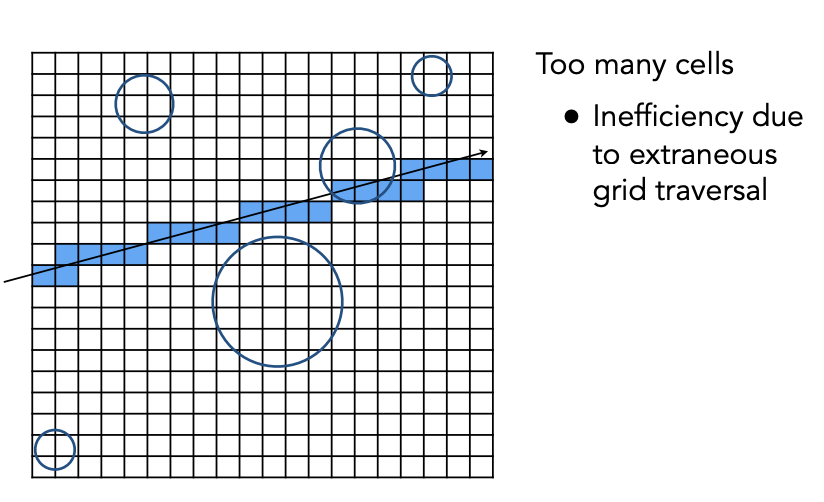 Too many cells
● Inefficiency due
to extraneous
grid traversal